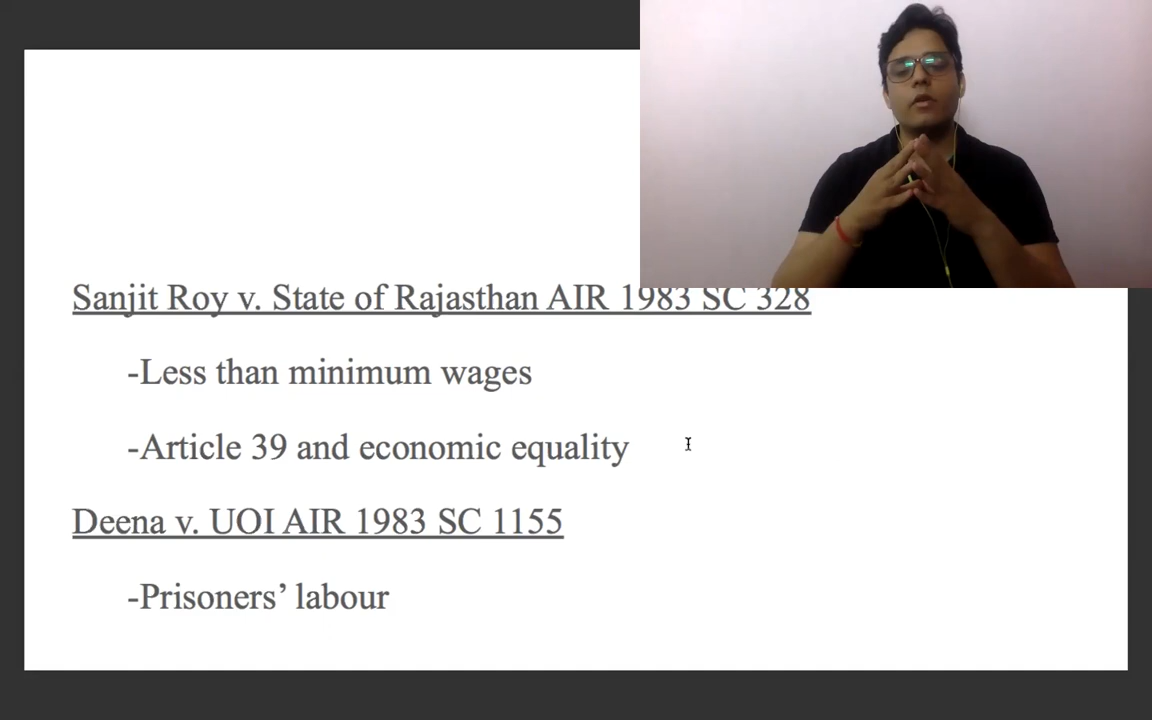 Sanjit Roy v. State of Rajasthan AIR 1983 SC 328
-Less than minimum wages
-Article 39 and economic equality
Deena v. UOI AIR 1983 SC 1155
-Prisoners’ labour